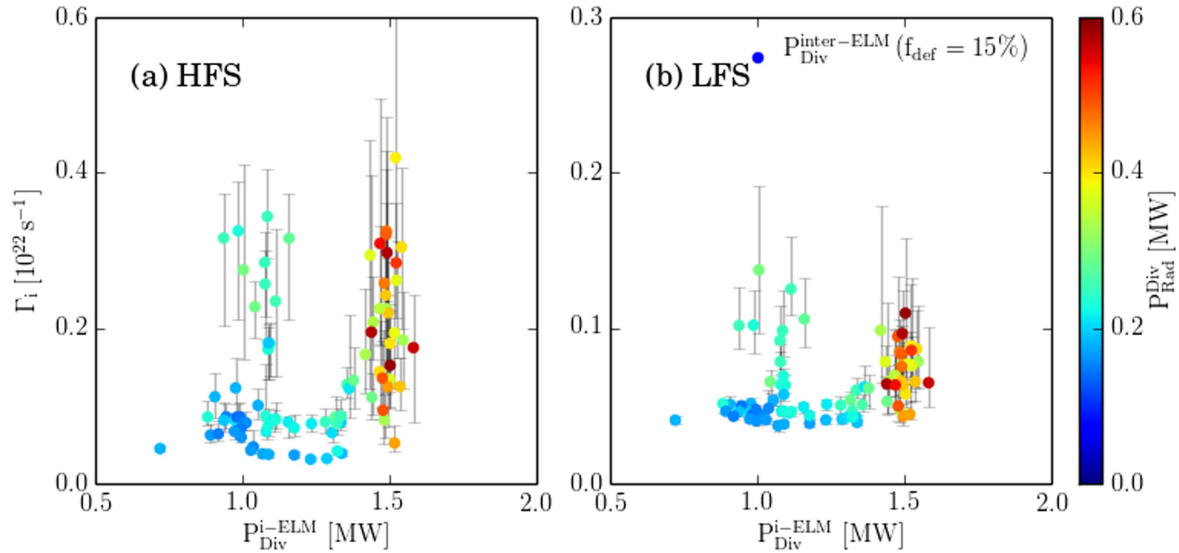 (a) HFS
0.6
0.4
0.2
0.0
0.5 1.0 1.5 2.0
Γi [10^22 s^−1]
P_Div^i−ELM [MW]
(b) LFS
P_Div^inter−ELM (f_def = 15%)
0.3
0.2
0.1
0.0
0.5 1.0 1.5 2.0
P_Div^i−ELM [MW]
0.6
0.4
0.2
0.0
P_Rad^Div [MW]